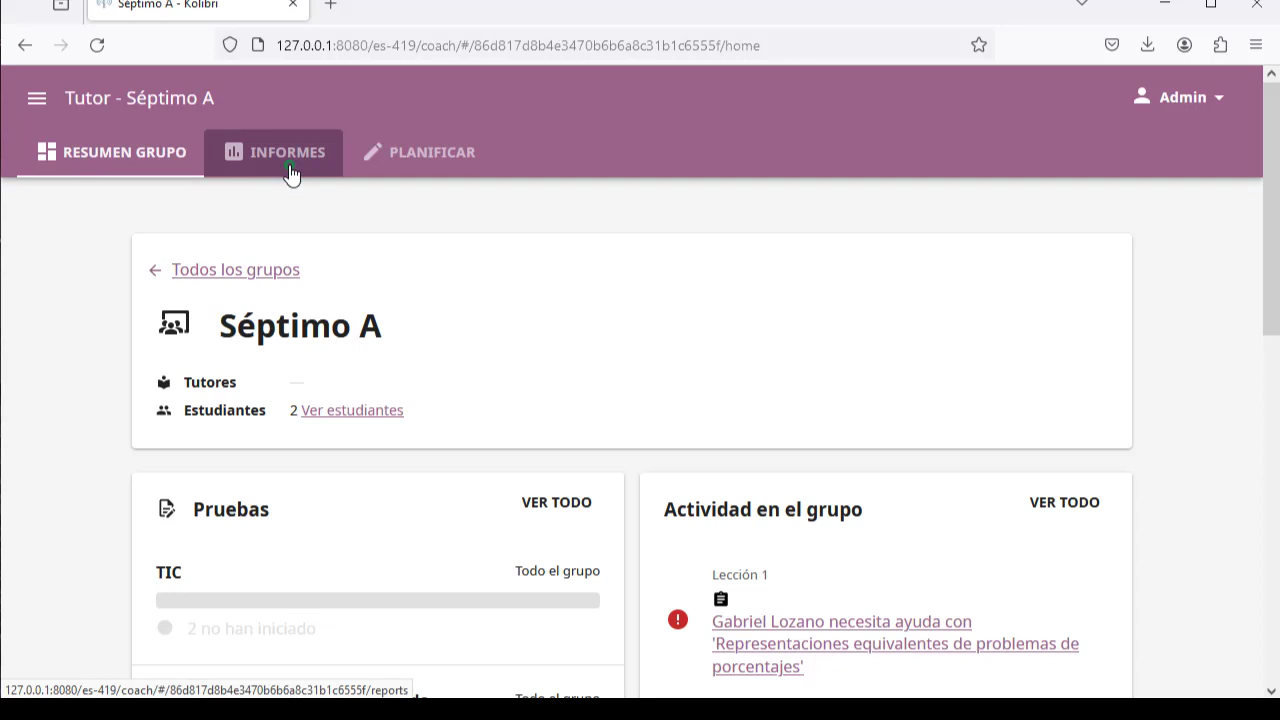 Séptimo A - Kolibri
127.0.0.1:8080/es-419/coach/#/86d817d8b4e3470b6b6a8c31b1c6555f/home
Tutor - Séptimo A
Admin
RESUMEN GRUPO
INFORMES
PLANIFICAR
Todos los grupos
Séptimo A
Tutores —
Estudiantes 2 Ver estudiantes
Pruebas
VER TODO
TIC
Todo el grupo
2 no han iniciado
Todo el grupo
Actividad en el grupo
VER TODO
Lección 1
Gabriel Lozano necesita ayuda con
'Representaciones equivalentes de problemas de
porcentajes'
127.0.0.1:8080/es-419/coach/#/86d817d8b4e3470b6b6a8c31b1c6555f/reports